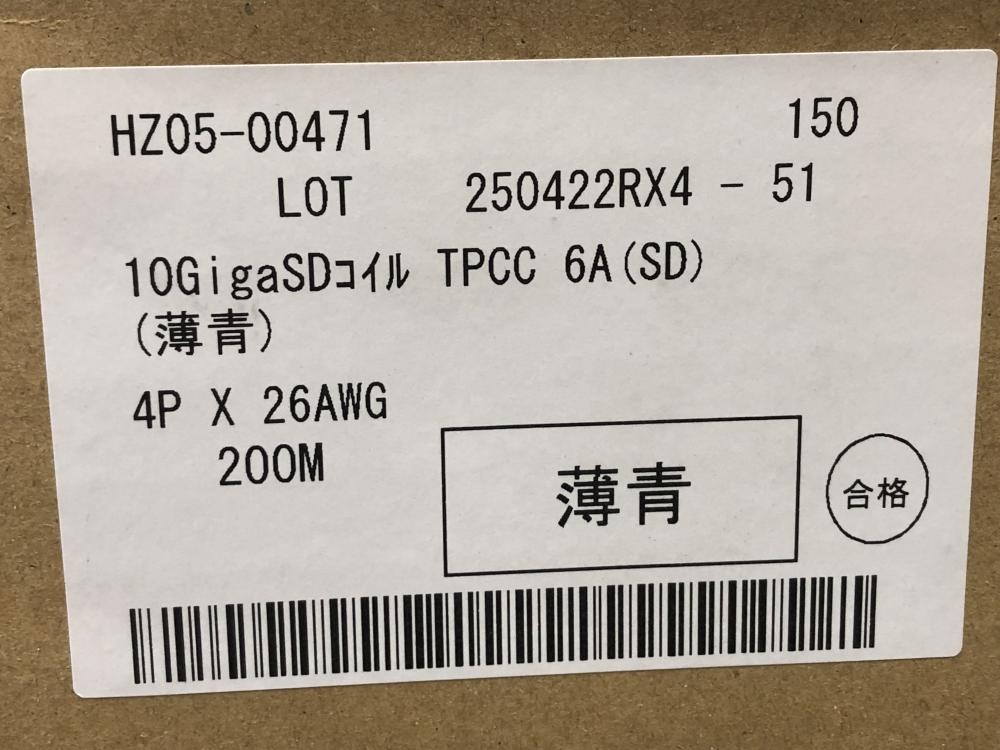 HZ05-00471 150
LOT 250422RX4 - 51
10GigaSDｺｲﾙ TPCC 6A(SD)
(薄青)
4P X 26AWG
200M
薄青
合格